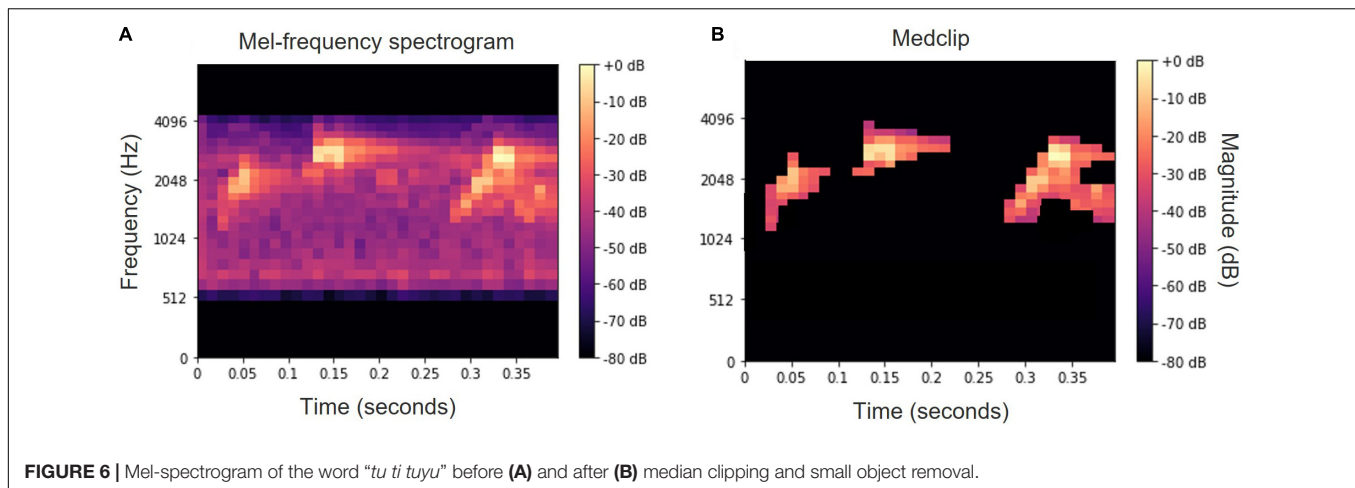 A
Mel-frequency spectrogram
Frequency (Hz)
4096
2048
1024
512
0
0
0.05
0.1
0.15
0.2
0.25
0.3
0.35
Time (seconds)
+0 dB
-10 dB
-20 dB
-30 dB
-40 dB
-50 dB
-60 dB
-70 dB
-80 dB
B
Medclip
4096
2048
1024
512
0
0
0.05
0.1
0.15
0.2
0.25
0.3
0.35
Time (seconds)
+0 dB
-10 dB
-20 dB
-30 dB
-40 dB
-50 dB
-60 dB
-70 dB
-80 dB
Magnitude (dB)
FIGURE 6 | Mel-spectrogram of the word “tu ti tuyu” before (A) and after (B) median clipping and small object removal.